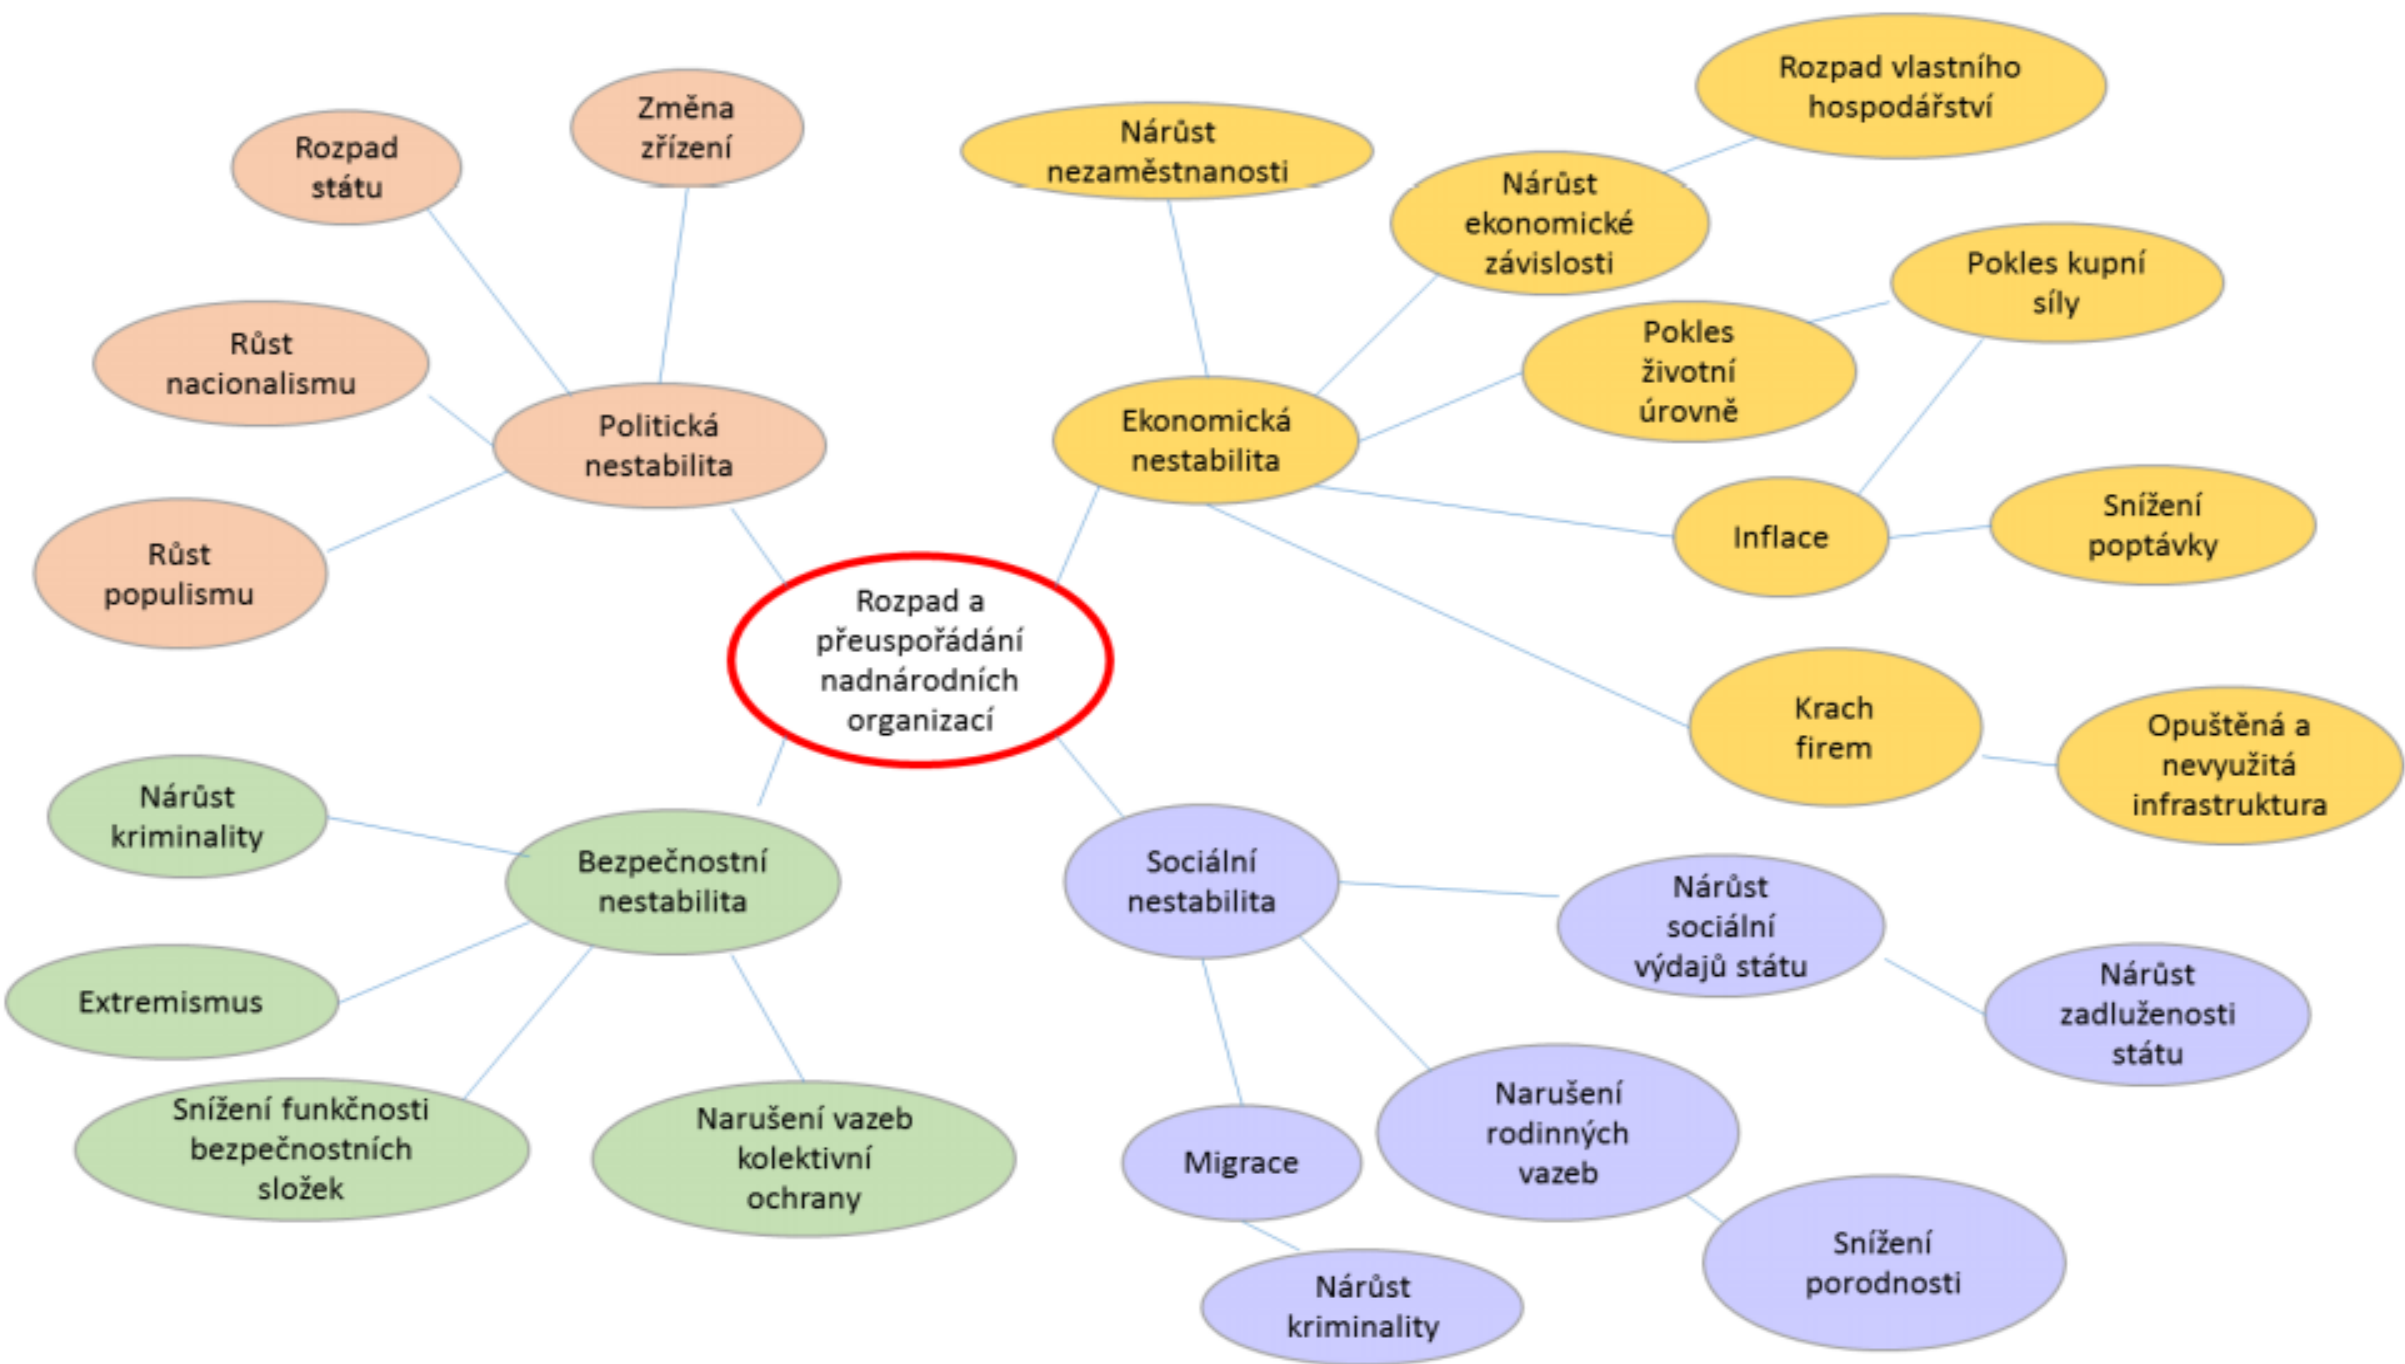 Rozpad
státu
Změna
zřízení
Růst
nacionalismu
Růst
populismu
Politická
nestabilita
Nárůst
nezaměstnanosti
Nárůst
ekonomické
závislosti
Rozpad vlastního
hospodářství
Pokles
životní
úrovně
Pokles kupní
síly
Ekonomická
nestabilita
Inflace
Snížení
poptávky
Krach
firem
Opuštěná a
nevyužitá
infrastruktura
Rozpad a
přeuspořádání
nadnárodních
organizací
Nárůst
kriminality
Bezpečnostní
nestabilita
Extremismus
Snížení funkčnosti
bezpečnostních
složek
Narušení vazeb
kolektivní
ochrany
Sociální
nestabilita
Nárůst
sociální
výdajů státu
Nárůst
zadluženosti
státu
Migrace
Narušení
rodinných
vazeb
Snížení
porodnosti
Nárůst
kriminality